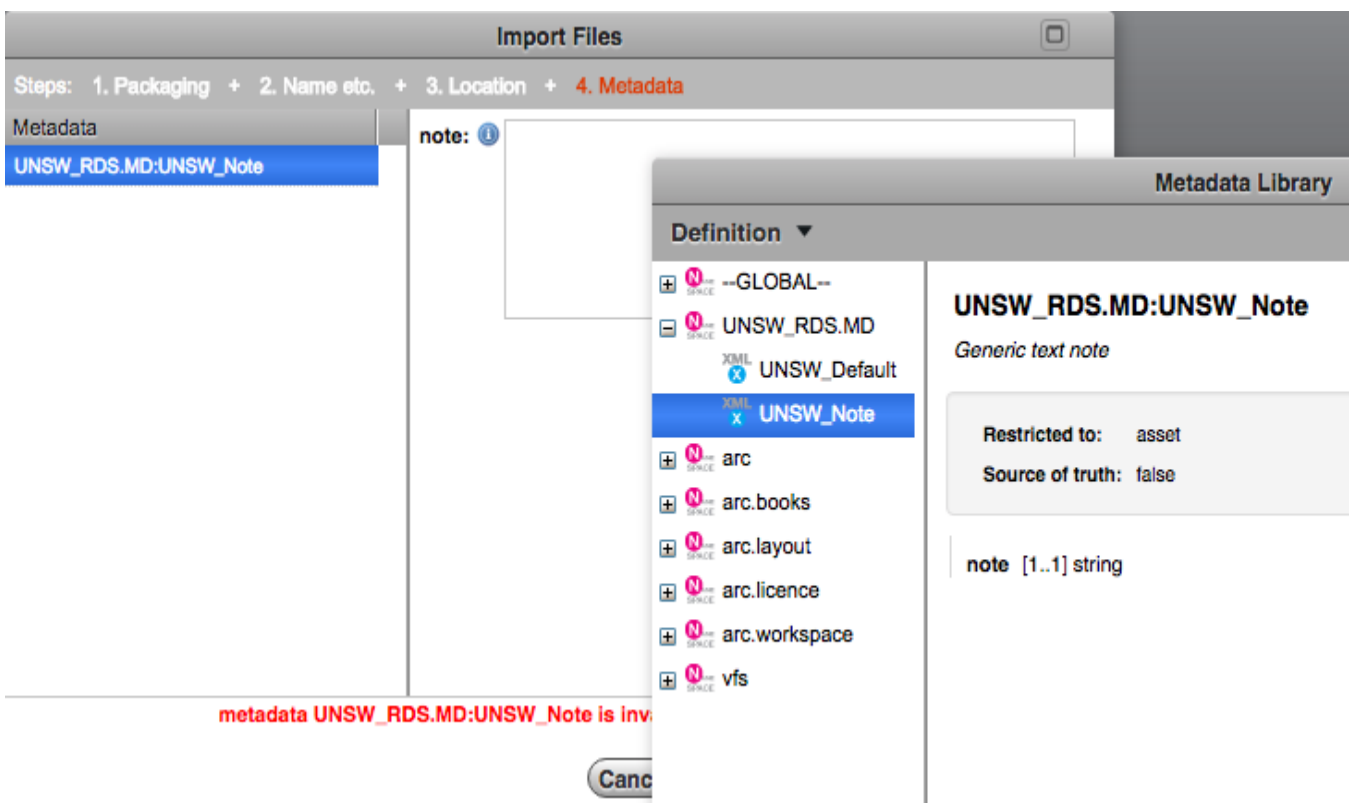 Import Files
Steps: 1. Packaging + 2. Name etc. + 3. Location + 4. Metadata
Metadata
note:
UNSW_RDS.MD:UNSW_Note
metadata UNSW_RDS.MD:UNSW_Note is inva
Canc
Metadata Library
Definition
--GLOBAL--
UNSW_RDS.MD
UNSW_Default
UNSW_Note
arc
arc.books
arc.layout
arc.licence
arc.workspace
vfs
UNSW_RDS.MD:UNSW_Note
Generic text note
Restricted to: asset
Source of truth: false
note [1..1] string